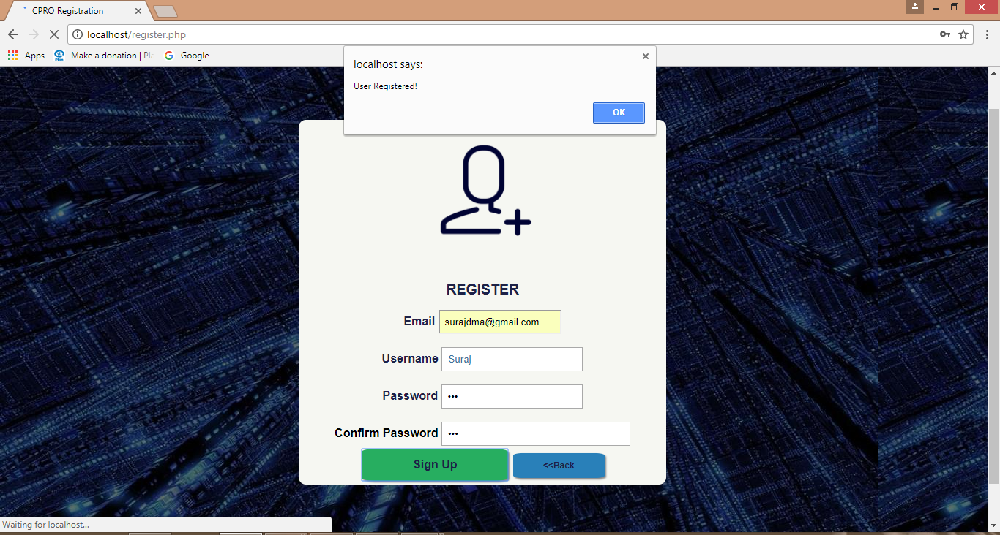 CPRO Registration
localhost/register.php
Apps Make a donation | Pla Google
localhost says:
User Registered!
OK
REGISTER
Email surajdma@gmail.com
Username Suraj
Password •••
Confirm Password •••
Sign Up <<Back
Waiting for localhost...